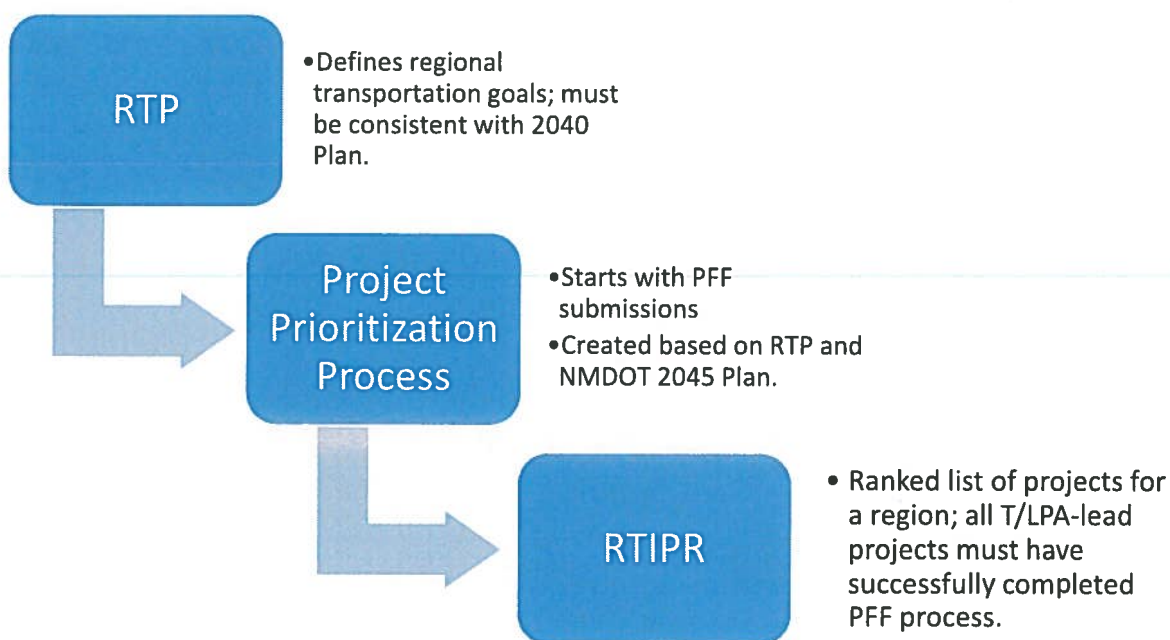 RTP
•Defines regional
transportation goals; must
be consistent with 2040
Plan.
Project
Prioritization
Process
•Starts with PFF
submissions
•Created based on RTP and
NMDOT 2045 Plan.
RTIPR
• Ranked list of projects for
a region; all T/LPA-lead
projects must have
successfully completed
PFF process.